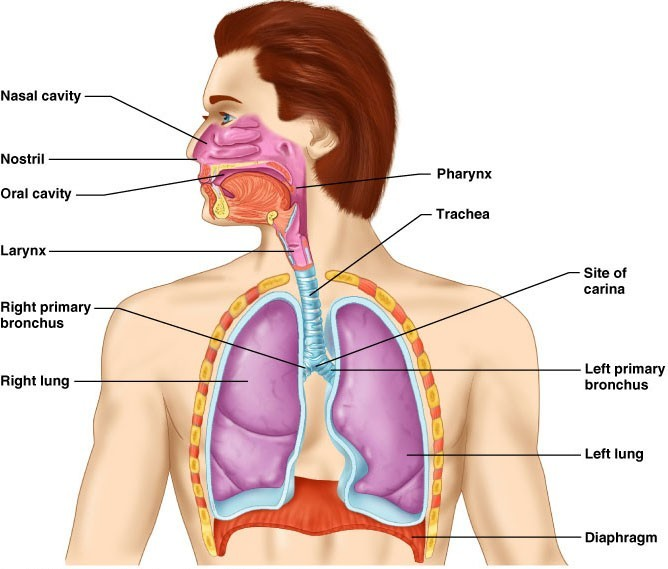 Nasal cavity
Nostril
Oral cavity
Larynx
Right primary
bronchus
Right lung
Pharynx
Trachea
Site of
carina
Left primary
bronchus
Left lung
Diaphragm